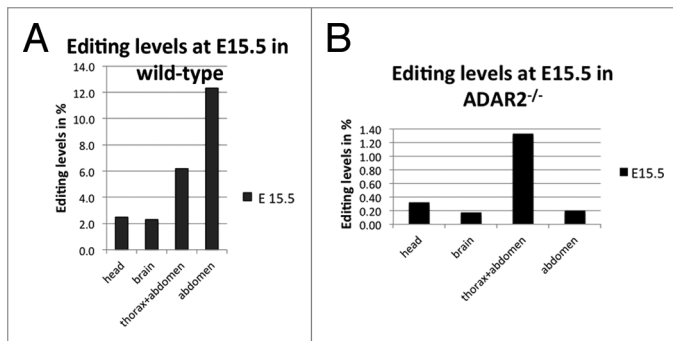 A
Editing levels at E15.5 in
wild-type
Editing levels in %
14.0
12.0
10.0
8.0
6.0
4.0
2.0
0.0
head
brain
thorax+abdomen
abdomen
E 15.5
B
Editing levels at E15.5 in
ADAR2-/-
Editing levels in %
1.40
1.20
1.00
0.80
0.60
0.40
0.20
0.00
head
brain
thorax+abdomen
abdomen
E15.5